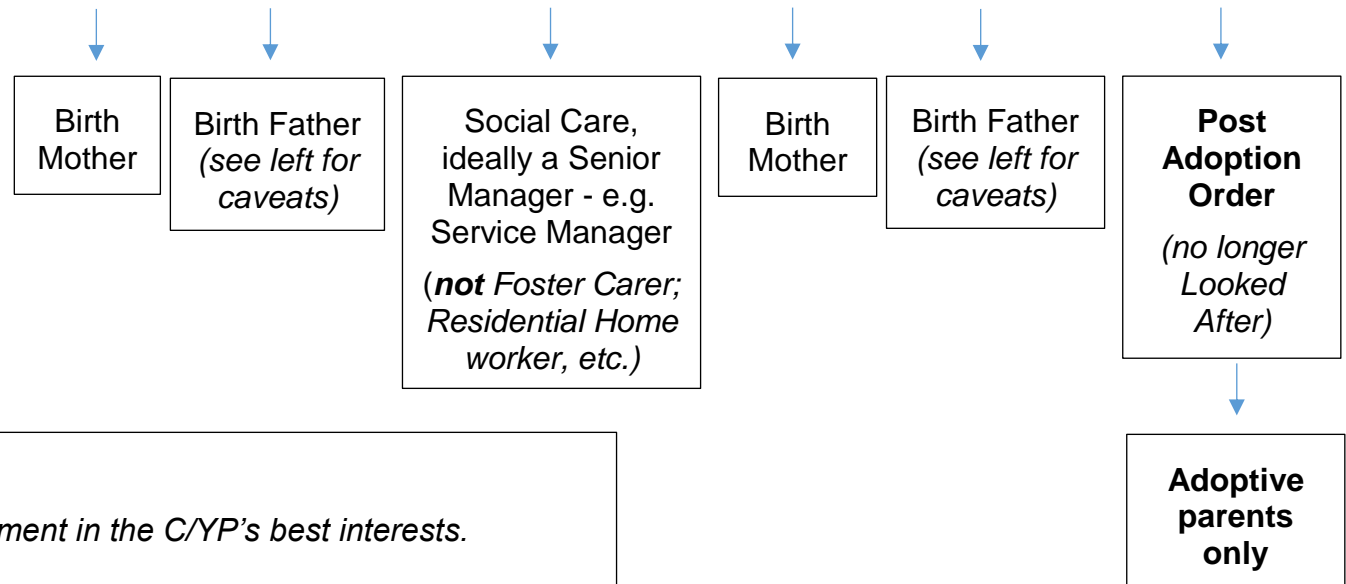 Birth
Mother
Birth Father
(see left for
caveats)
Social Care,
ideally a Senior
Manager - e.g.
Service Manager
(not Foster Carer;
Residential Home
worker, etc.)
Birth
Mother
Birth Father
(see left for
caveats)
Post
Adoption
Order
(no longer
Looked
After)
Adoptive
parents
only
in the C/YP’s best interests.